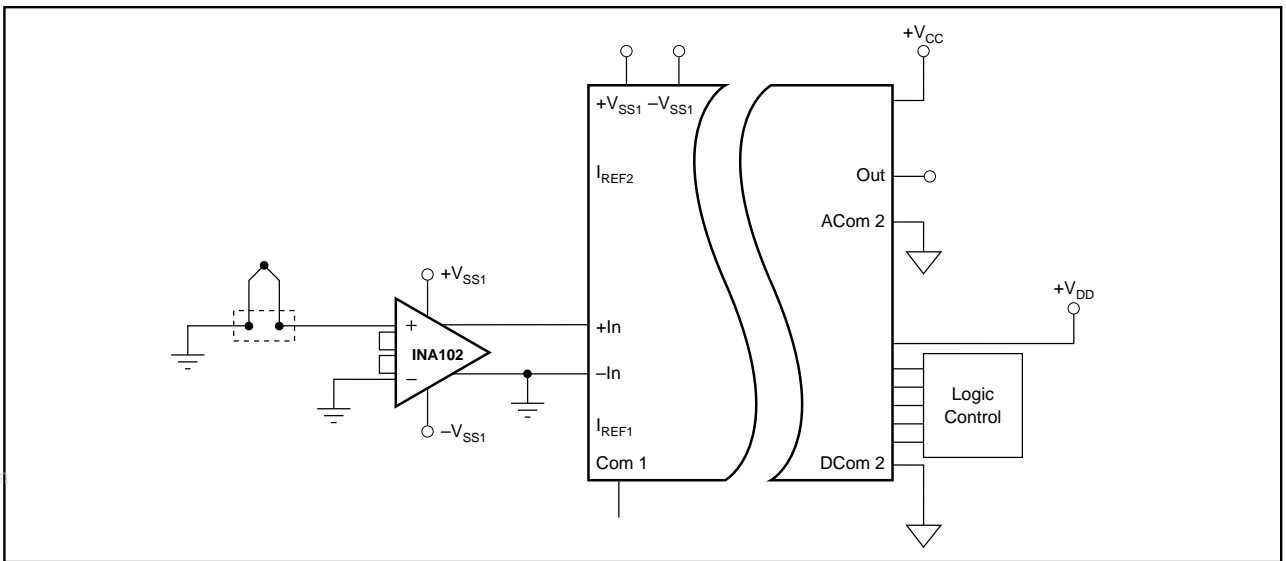 +VCC
+VSS1 –VSS1
IREF2
Out
ACom 2
+VSS1
+VDD
+
INA102
–
+In
–In
Logic
Control
–VSS1
IREF1
Com 1
DCom 2
n